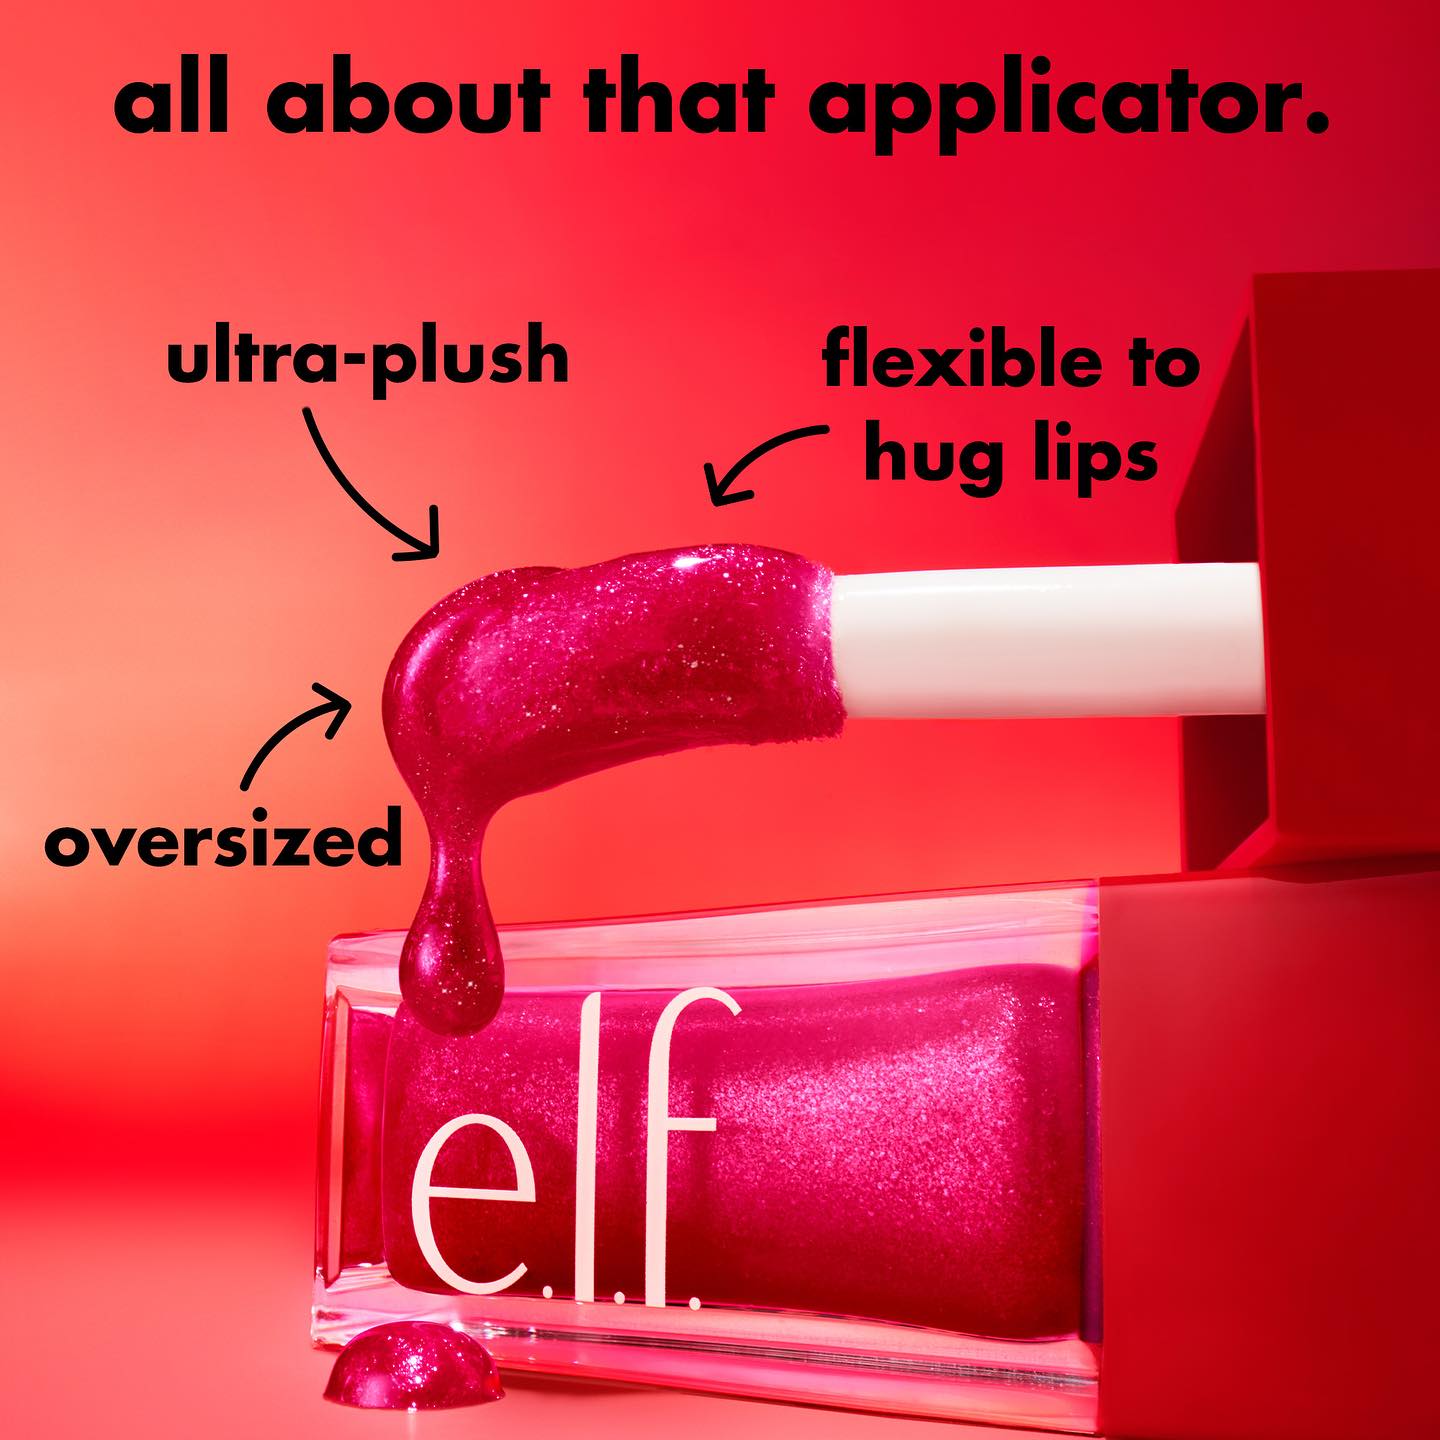 all about that applicator.
ultra-plush
flexible to
hug lips
oversized
e.l.f.